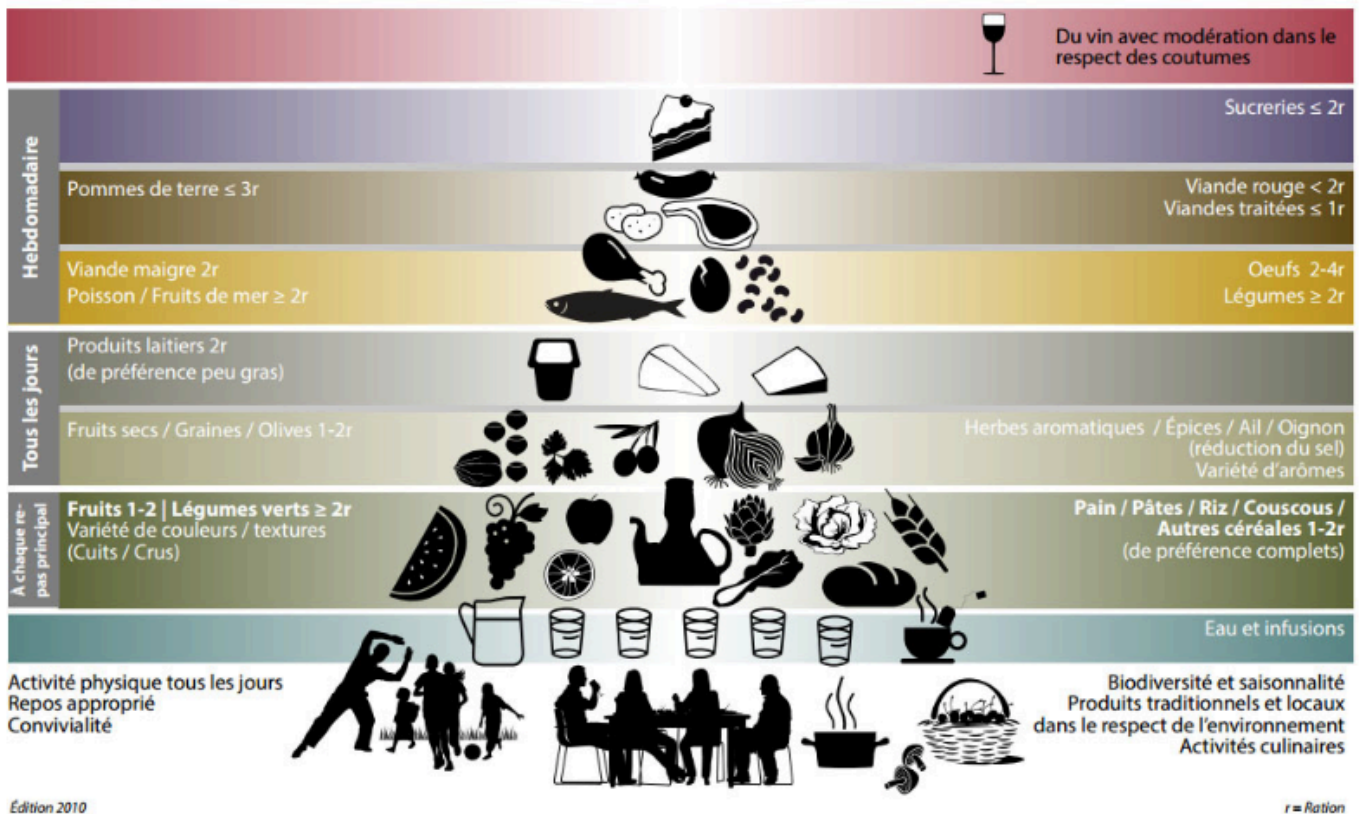 Du vin avec modération dans le
respect des coutumes
Hebdomadaire
Sucreries ≤ 2r
Pommes de terre ≤ 3r
Viande rouge < 2r
Viandes traitées ≤ 1r
Viande maigre 2r
Poisson / Fruits de mer ≥ 2r
Oeufs 2-4r
Légumes ≥ 2r
Tous les jours
Produits laitiers 2r
(de préférence peu gras)
Fruits secs / Graines / Olives 1-2r
Herbes aromatiques / Épices / Ail / Oignon
(réduction du sel)
Variété d'arômes
À chaque re-
pas principal
Fruits 1-2 | Légumes verts ≥ 2r
Variété de couleurs / textures
(Cuits / Crus)
Pain / Pâtes / Riz / Couscous /
Autres céréales 1-2r
(de préférence complets)
Eau et infusions
Activité physique tous les jours
Repos approprié
Convivialité
Biodiversité et saisonnalité
Produits traditionnels et locaux
dans le respect de l'environnement
Activités culinaires
Édition 2010
r = Ration